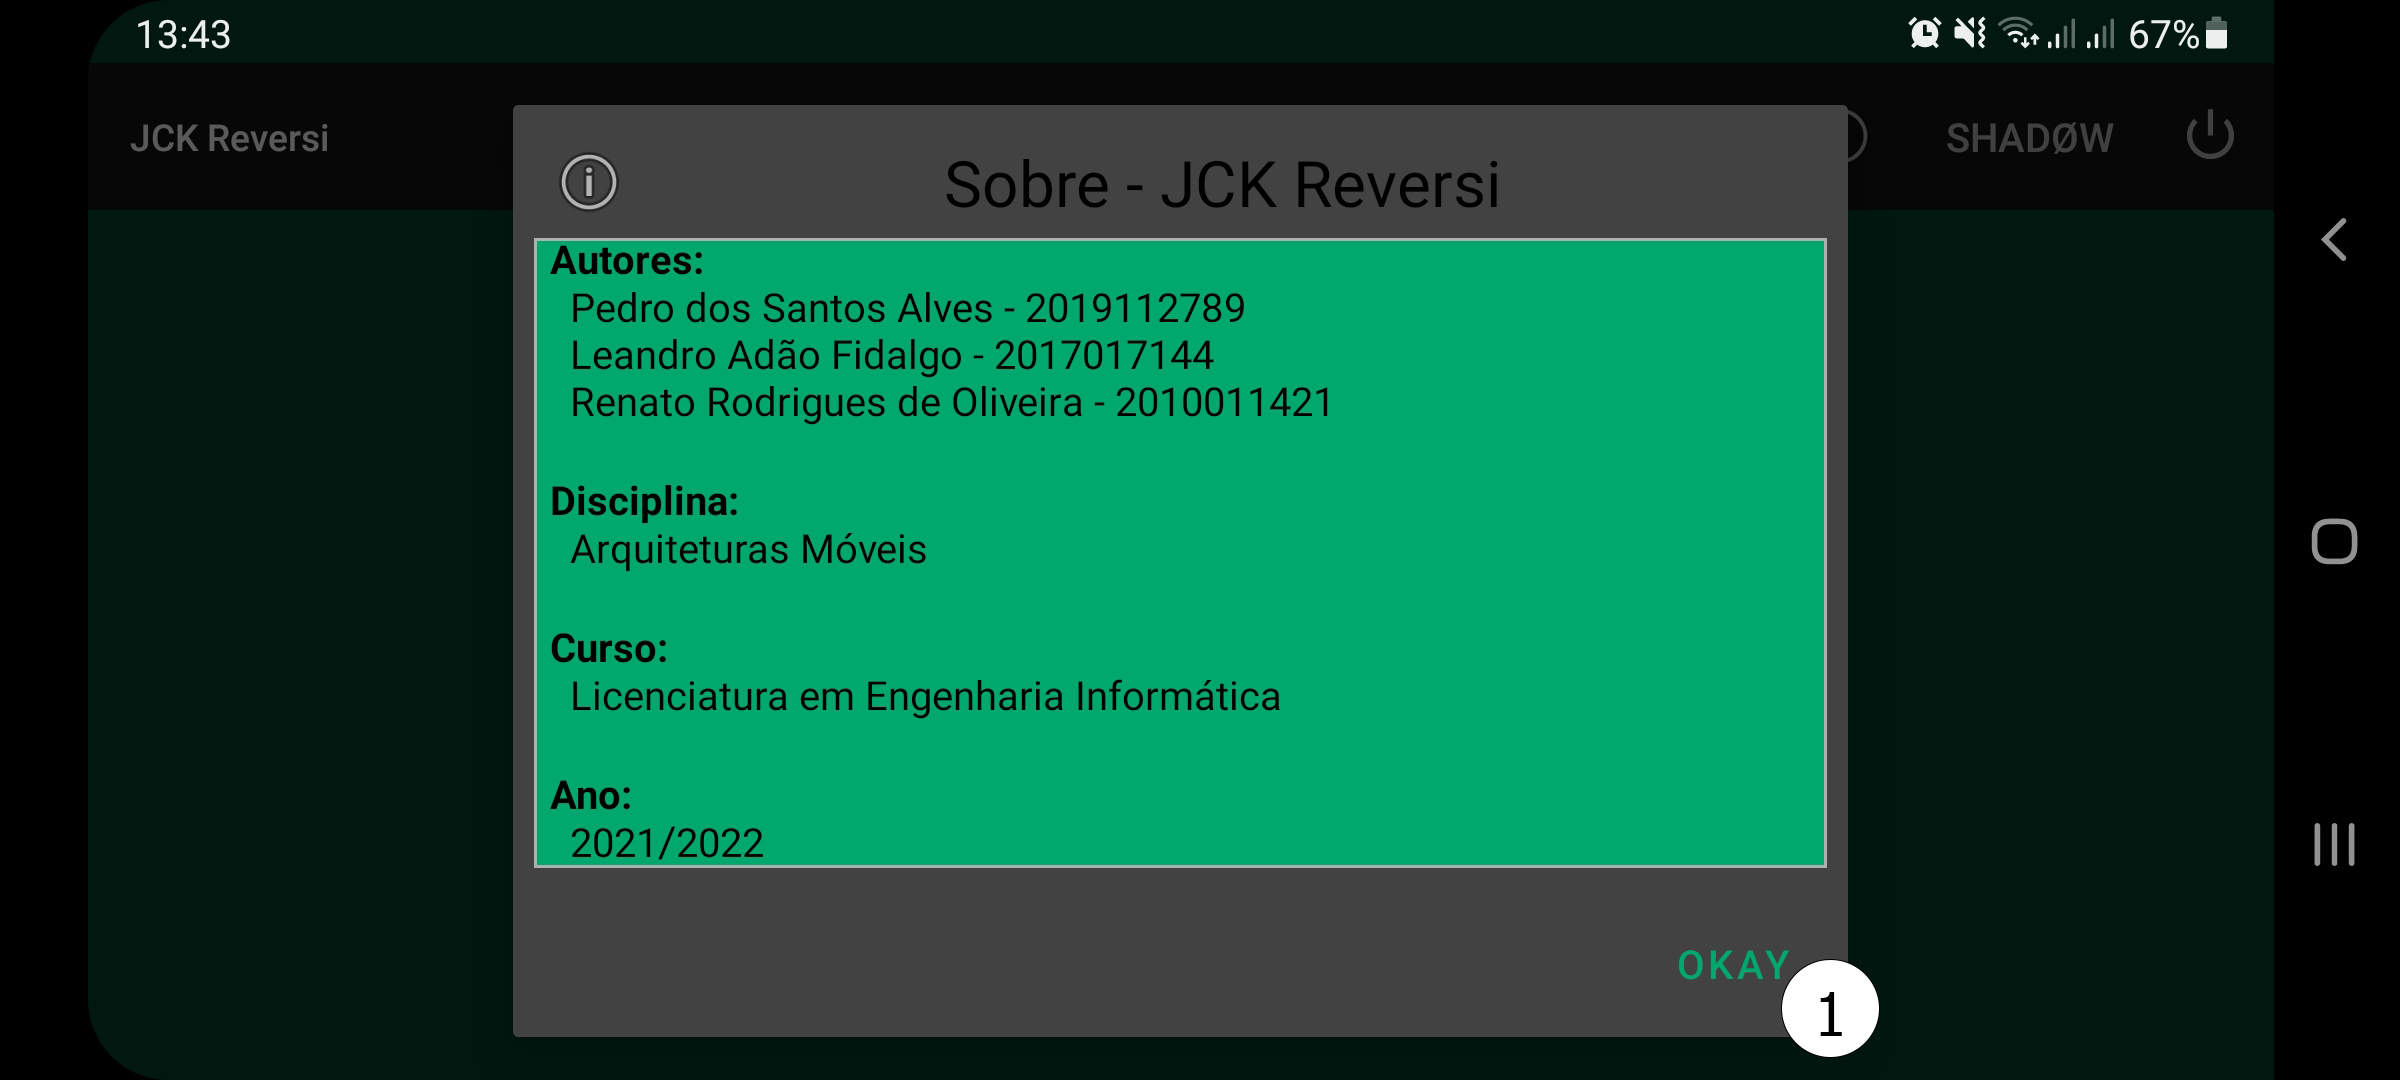 13:43
67%
JCK Reversi
SHADØW
Sobre - JCK Reversi
Autores:
Pedro dos Santos Alves - 2019112789
Leandro Adão Fidalgo - 2017017144
Renato Rodrigues de Oliveira - 2010011421
Disciplina:
Arquiteturas Móveis
Curso:
Licenciatura em Engenharia Informática
Ano:
2021/2022
OKAY
1